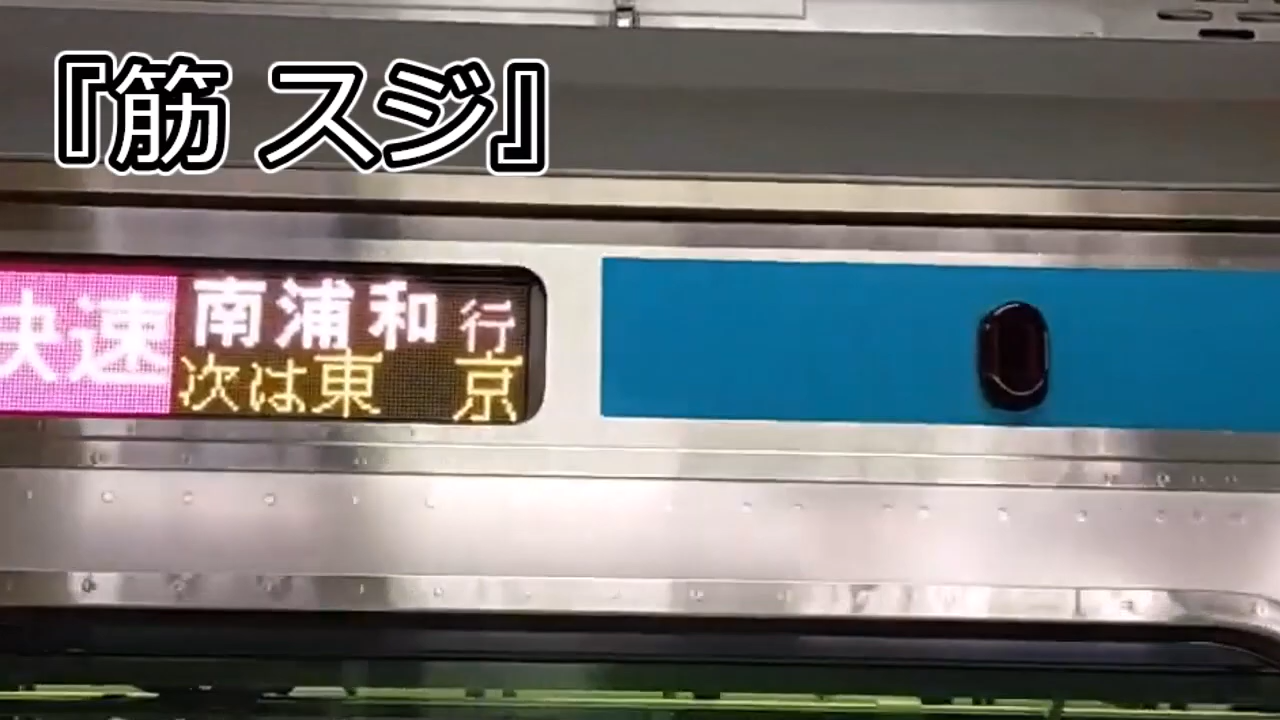 『筋 スジ』
快速 南浦和行
次は東 京